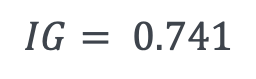 IG = 0.741